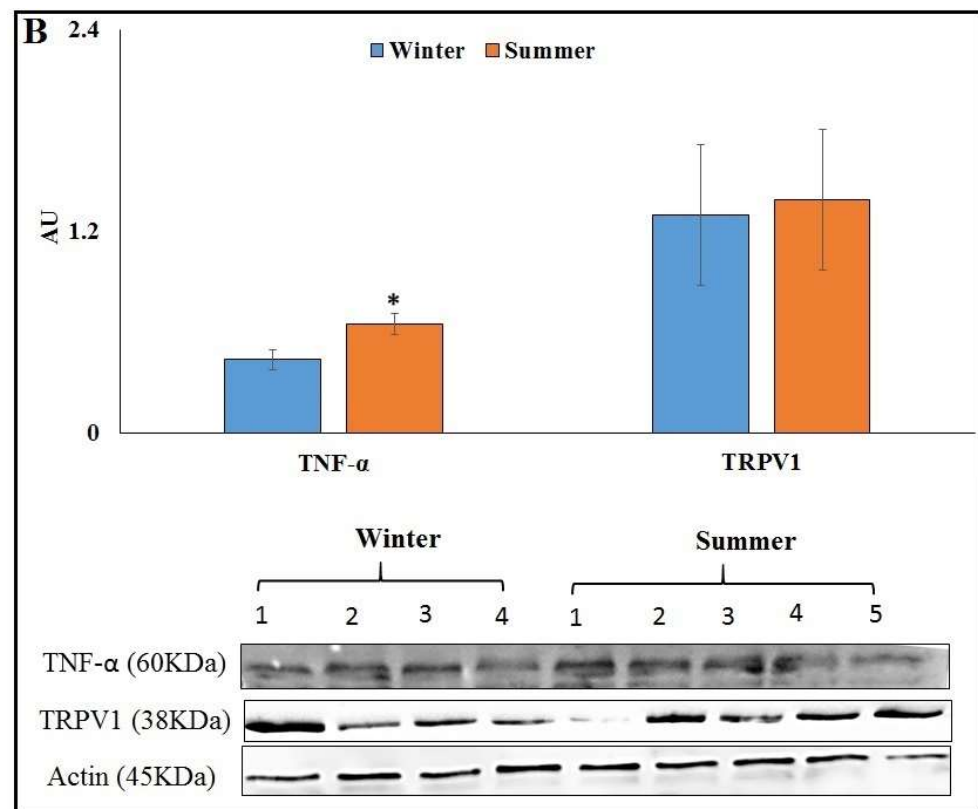 B
2.4
Winter Summer
*
AU
1.2
0
TNF-α TRPV1
Winter Summer
1 2 3 4 1 2 3 4 5
TNF-α (60KDa)
TRPV1 (38KDa)
Actin (45KDa)